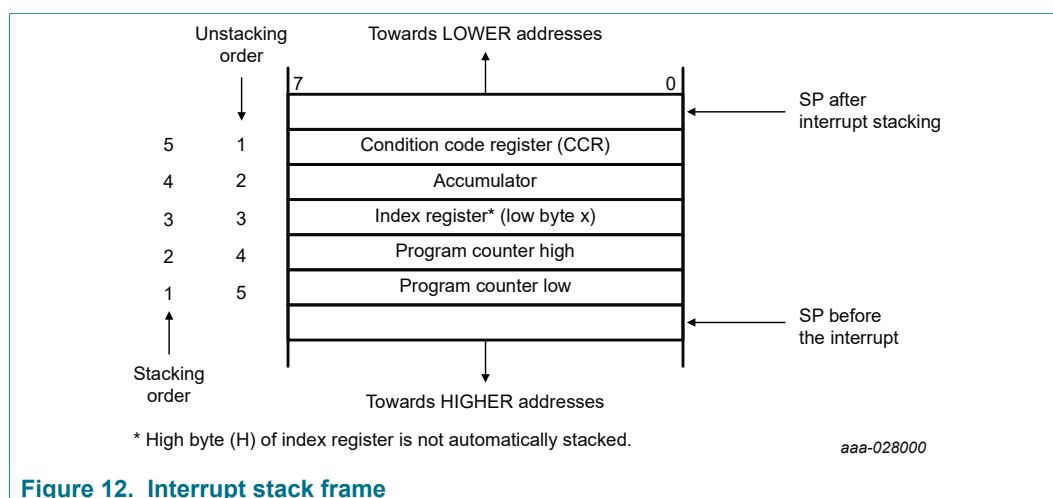 Unstacking
order
Towards LOWER addresses
7
0
SP after
interrupt stacking
5
1
Condition code register (CCR)
4
2
Accumulator
3
3
Index register* (low byte x)
2
4
Program counter high
1
5
Program counter low
SP before
the interrupt
Stacking
order
Towards HIGHER addresses
* High byte (H) of index register is not automatically stacked.
aaa-028000
Figure 12. Interrupt stack frame